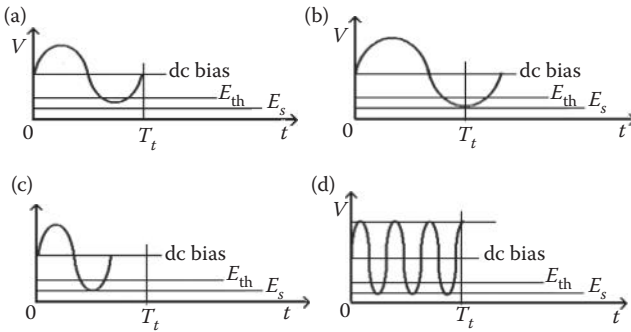 (a)
V
dc bias
E_th
E_s
0
T_t
t
(b)
V
dc bias
E_th
E_s
0
T_t
t
(c)
dc bias
E_th
E_s
0
T_t
t
(d)
V
dc bias
E_th
E_s
0
T_t
t